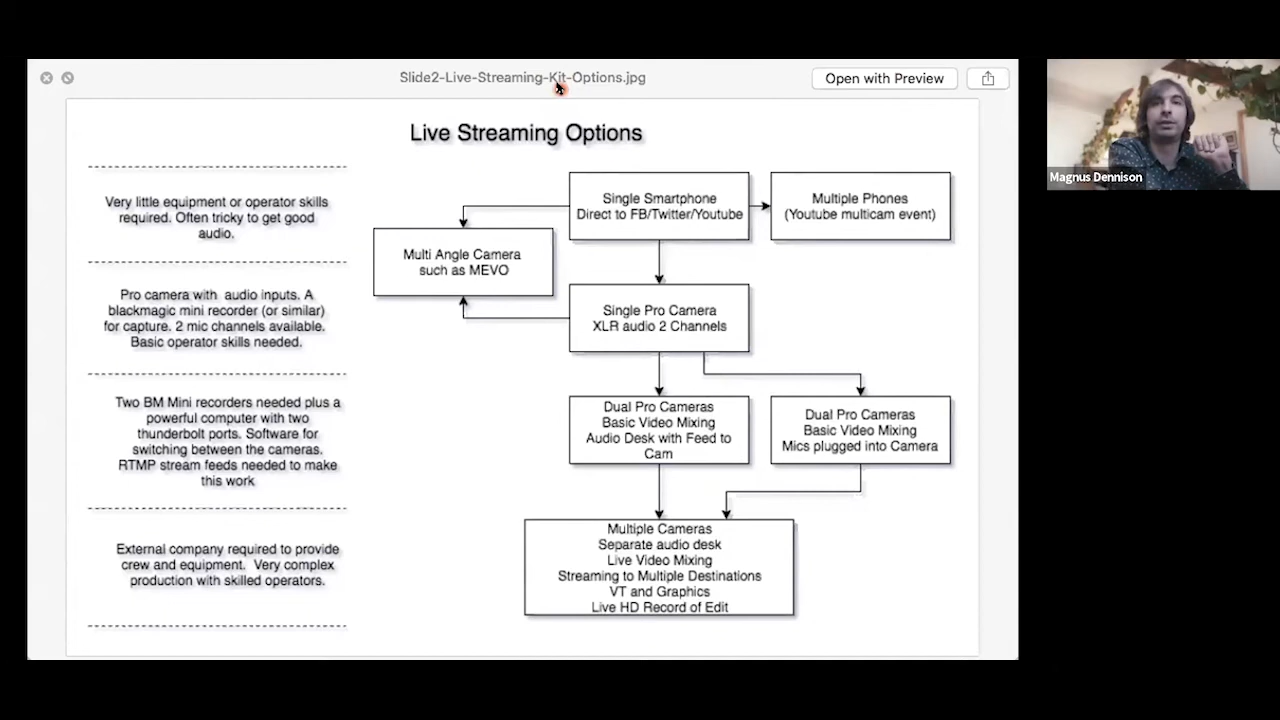 Slide2-Live-Streaming-Kit-Options.jpg
Open with Preview
Magnus Dennison
Live Streaming Options
Very little equipment or operator skills
required. Often tricky to get good
audio.
Single Smartphone
Direct to FB/Twitter/Youtube
Multiple Phones
(Youtube multicam event)
Multi Angle Camera
such as MEVO
Pro camera with audio inputs. A
blackmagic mini recorder (or similar)
for capture. 2 mic channels available.
Basic operator skills needed.
Single Pro Camera
XLR audio 2 Channels
Two BM Mini recorders needed plus a
powerful computer with two
thunderbolt ports. Software for
switching between the cameras.
RTMP stream feeds needed to make
this work
Dual Pro Cameras
Basic Video Mixing
Audio Desk with Feed to
Cam
Dual Pro Cameras
Basic Video Mixing
Mics plugged into Camera
External company required to provide
crew and equipment. Very complex
production with skilled operators.
Multiple Cameras
Separate audio desk
Live Video Mixing
Streaming to Multiple Destinations
VT and Graphics
Live HD Record of Edit